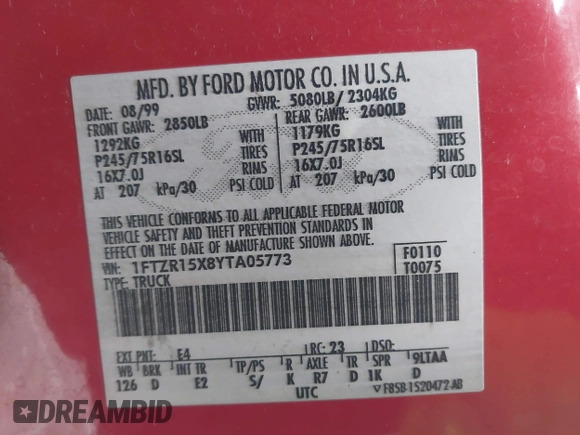 MFD. BY FORD MOTOR CO. IN U.S.A.
DATE: 08/99 GVWR: 5080LB/ 2304KG
FRONT GAWR: 2850LB REAR GAWR: 2600LB
1292KG WITH 1179KG WITH
P245/75R16SL TIRES P245/75R16SL TIRES
16X7.0J RIMS 16X7.0J RIMS
AT 207 kPa/30 PSI COLD AT 207 kPa/30 PSI COLD
THIS VEHICLE CONFORMS TO ALL APPLICABLE FEDERAL MOTOR
VEHICLE SAFETY AND THEFT PREVENTION STANDARDS IN
EFFECT ON THE DATE OF MANUFACTURE SHOWN ABOVE.
VIN: 1FTZR15X8YTA05773 F0110
TYPE: TRUCK T0075
EXT PNT: E4 RC: 23 DSO:
WB BRK INT TR TP/PS R AXLE TR SPR 9LTAA
126 D E2 S/ K R7 D 1K D
UTC ▽F85B-1520472-AB
DREAMBID